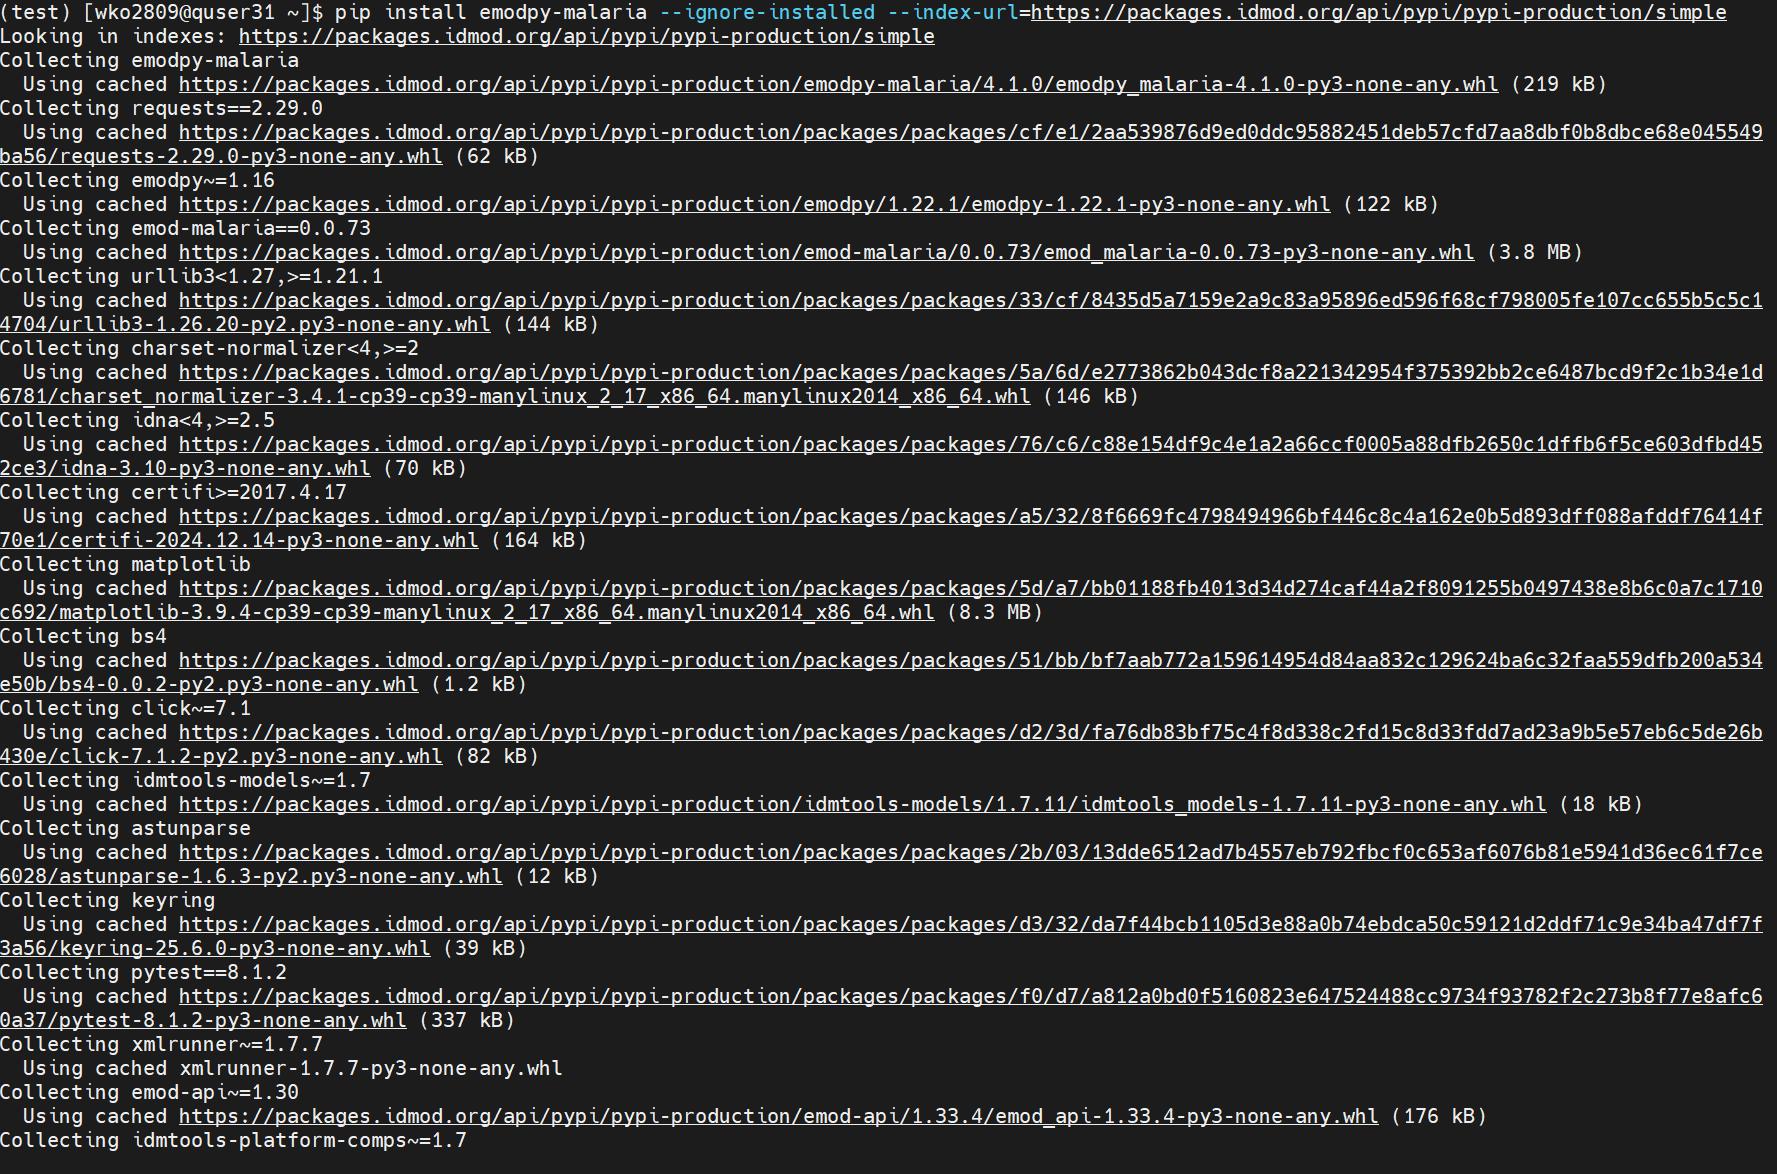 (test) [wko2809@quser31 ~]$ pip install emodpy-malaria --ignore-installed --index-url=https://packages.idmod.org/api/pypi/pypi-production/simple
Looking in indexes: https://packages.idmod.org/api/pypi/pypi-production/simple
Collecting emodpy-malaria
  Using cached https://packages.idmod.org/api/pypi/pypi-production/emodpy-malaria/4.1.0/emodpy_malaria-4.1.0-py3-none-any.whl (219 kB)
Collecting requests==2.29.0
  Using cached https://packages.idmod.org/api/pypi/pypi-production/packages/packages/cf/e1/2aa539876d9ed0ddc95882451deb57cfd7aa8dbf0b8dbce68e045549
ba56/requests-2.29.0-py3-none-any.whl (62 kB)
Collecting emodpy~=1.16
  Using cached https://packages.idmod.org/api/pypi/pypi-production/emodpy/1.22.1/emodpy-1.22.1-py3-none-any.whl (122 kB)
Collecting emod-malaria==0.0.73
  Using cached https://packages.idmod.org/api/pypi/pypi-production/emod-malaria/0.0.73/emod_malaria-0.0.73-py3-none-any.whl (3.8 MB)
Collecting urllib3<1.27,>=1.21.1
  Using cached https://packages.idmod.org/api/pypi/pypi-production/packages/packages/33/cf/8435d5a7159e2a9c83a95896ed596f68cf798005fe107cc655b5c5c1
4704/urllib3-1.26.20-py2.py3-none-any.whl (144 kB)
Collecting charset-normalizer<4,>=2
  Using cached https://packages.idmod.org/api/pypi/pypi-production/packages/packages/5a/6d/e2773862b043dcf8a221342954f375392bb2ce6487bcd9f2c1b34e1d
6781/charset_normalizer-3.4.1-cp39-cp39-manylinux_2_17_x86_64.manylinux2014_x86_64.whl (146 kB)
Collecting idna<4,>=2.5
  Using cached https://packages.idmod.org/api/pypi/pypi-production/packages/packages/76/c6/c88e154df9c4e1a2a66ccf0005a88dfb2650c1dffb6f5ce603dfbd45
2ce3/idna-3.10-py3-none-any.whl (70 kB)
Collecting certifi>=2017.4.17
  Using cached https://packages.idmod.org/api/pypi/pypi-production/packages/packages/a5/32/8f6669fc4798494966bf446c8c4a162e0b5d893dff088afddf76414f
70e1/certifi-2024.12.14-py3-none-any.whl (164 kB)
Collecting matplotlib
  Using cached https://packages.idmod.org/api/pypi/pypi-production/packages/packages/5d/a7/bb01188fb4013d34d274caf44a2f8091255b0497438e8b6c0a7c1710
c692/matplotlib-3.9.4-cp39-cp39-manylinux_2_17_x86_64.manylinux2014_x86_64.whl (8.3 MB)
Collecting bs4
  Using cached https://packages.idmod.org/api/pypi/pypi-production/packages/packages/51/bb/bf7aab772a159614954d84aa832c129624ba6c32faa559dfb200a534
e50b/bs4-0.0.2-py2.py3-none-any.whl (1.2 kB)
Collecting click~=7.1
  Using cached https://packages.idmod.org/api/pypi/pypi-production/packages/packages/d2/3d/fa76db83bf75c4f8d338c2fd15c8d33fdd7ad23a9b5e57eb6c5de26b
430e/click-7.1.2-py2.py3-none-any.whl (82 kB)
Collecting idmtools-models~=1.7
  Using cached https://packages.idmod.org/api/pypi/pypi-production/idmtools-models/1.7.11/idmtools_models-1.7.11-py3-none-any.whl (18 kB)
Collecting astunparse
  Using cached https://packages.idmod.org/api/pypi/pypi-production/packages/packages/2b/03/13dde6512ad7b4557eb792fbcf0c653af6076b81e5941d36ec61f7ce
6028/astunparse-1.6.3-py2.py3-none-any.whl (12 kB)
Collecting keyring
  Using cached https://packages.idmod.org/api/pypi/pypi-production/packages/packages/d3/32/da7f44bcb1105d3e88a0b74ebdca50c59121d2ddf71c9e34ba47df7f
3a56/keyring-25.6.0-py3-none-any.whl (39 kB)
Collecting pytest==8.1.2
  Using cached https://packages.idmod.org/api/pypi/pypi-production/packages/packages/f0/d7/a812a0bd0f5160823e647524488cc9734f93782f2c273b8f77e8afc6
0a37/pytest-8.1.2-py3-none-any.whl (337 kB)
Collecting xmlrunner~=1.7.7
  Using cached xmlrunner-1.7.7-py3-none-any.whl
Collecting emod-api~=1.30
  Using cached https://packages.idmod.org/api/pypi/pypi-production/emod-api/1.33.4/emod_api-1.33.4-py3-none-any.whl (176 kB)
Collecting idmtools-platform-comps~=1.7